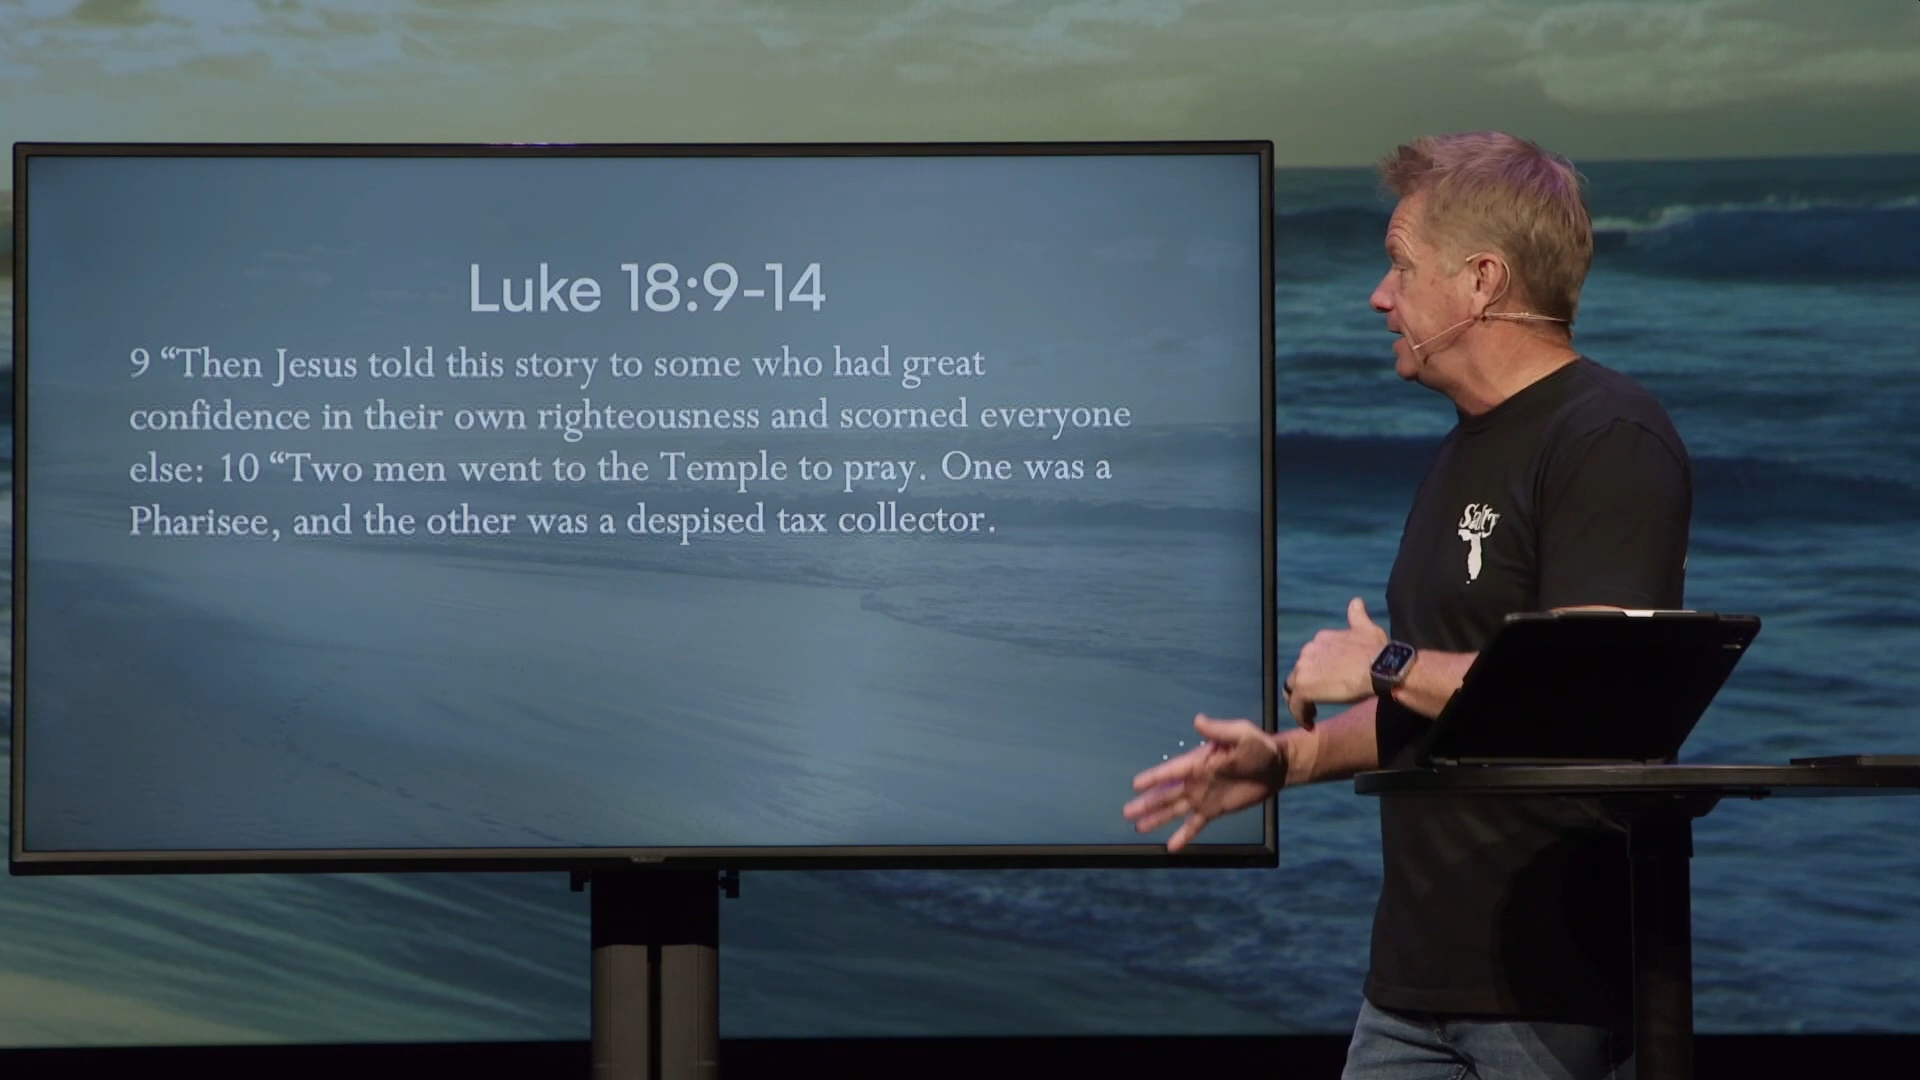 Luke 18:9-14
9 “Then Jesus told this story to some who had great
confidence in their own righteousness and scorned everyone
else: 10 “Two men went to the Temple to pray. One was a
Pharisee, and the other was a despised tax collector.
Salty